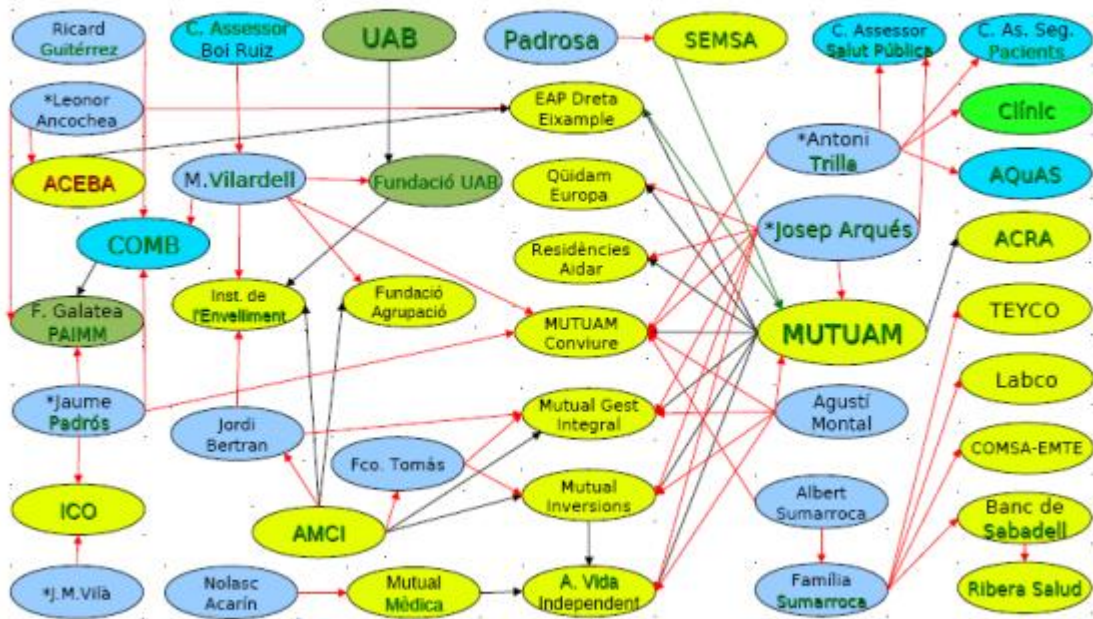 Ricard
Guitérrez
C. Assessor
Boi Ruiz
UAB
Padrosa
SEMSA
C. Assessor
Salut Pública
C. As. Seg.
Pacients
*Leonor
Ancochea
EAP Dreta
Eixample
*Antoni
Trilla
Clínic
ACEBA
M.Vilardell
Fundació UAB
Qüidam
Europa
AQuAS
COMB
Residències
Aidar
*Josep Arqués
ACRA
F. Galatea
PAIMM
Inst. de
l'Envelliment
Fundació
Agrupació
MUTUAM
Conviure
MUTUAM
TEYCO
*Jaume
Padrós
Jordi
Bertran
Mutual Gest
Integral
Agustí
Montal
Labco
Fco. Tomás
COMSA-EMTE
ICO
AMCI
Mutual
Inversions
Albert
Sumarroca
Banc de
Sabadell
*J.M.Vilà
Nolasc
Acarín
Mutual
Mèdica
A. Vida
Independent
Família
Sumarroca
Ribera Salud